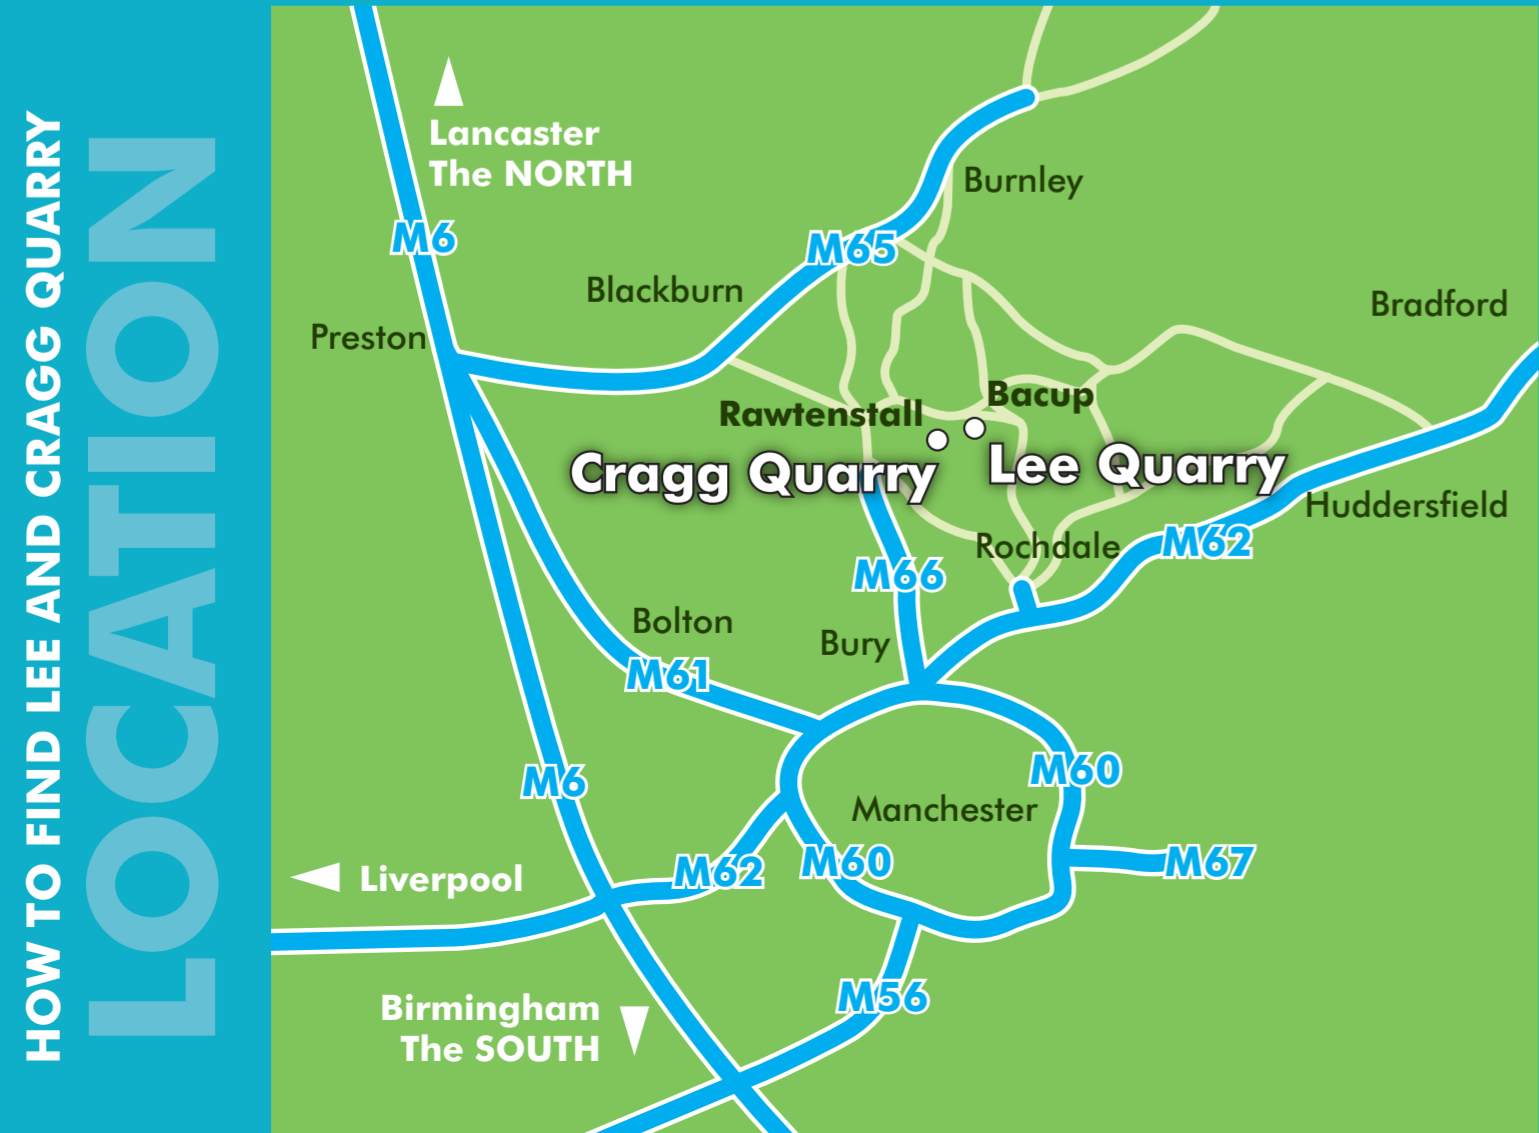 HOW TO FIND LEE AND CRAGG QUARRY
LOCATION
Lancaster
The NORTH
Burnley
M6
M65
Blackburn
Bradford
Preston
Bacup
Rawtenstall
Cragg Quarry
Lee Quarry
Huddersfield
M62
Rochdale
M66
Bolton
Bury
M61
M60
M6
Manchester
M62
M60
M67
Liverpool
M56
Birmingham
The SOUTH